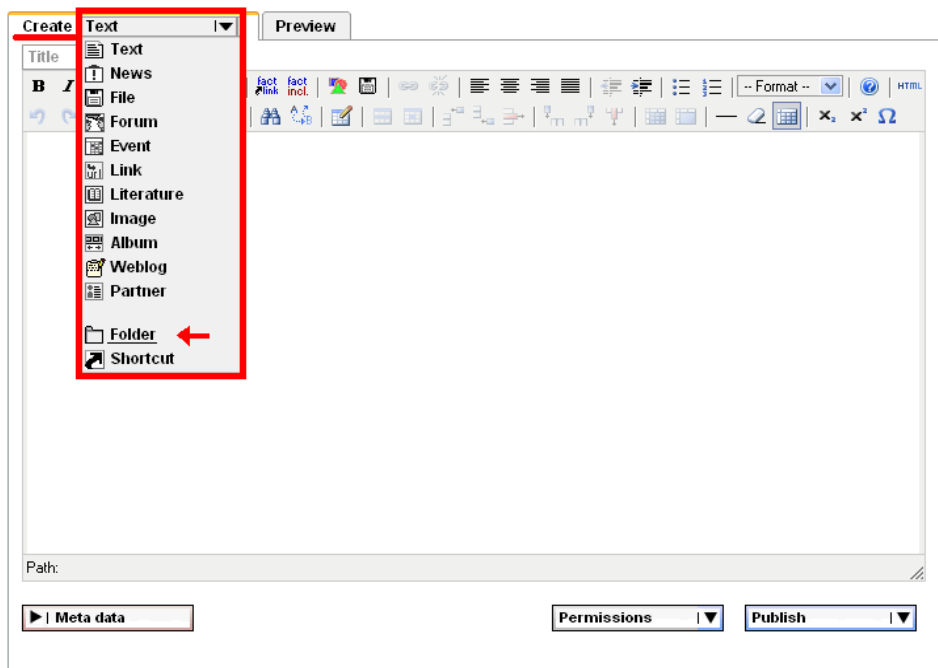 Create Text Preview
Title
Text
B I fact link fact incl. -- Format -- HTML
News
File
Forum
Event
Link
Literature
Image
Album
Weblog
Partner
Folder
Shortcut
Path:
Meta data Permissions Publish